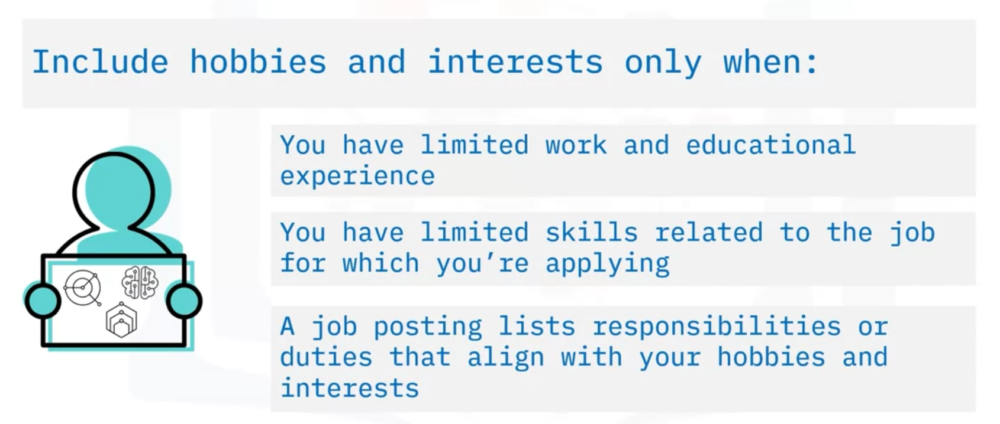 Include hobbies and interests only when:
You have limited work and educational
experience
You have limited skills related to the job
for which you’re applying
A job posting lists responsibilities or
duties that align with your hobbies and
interests